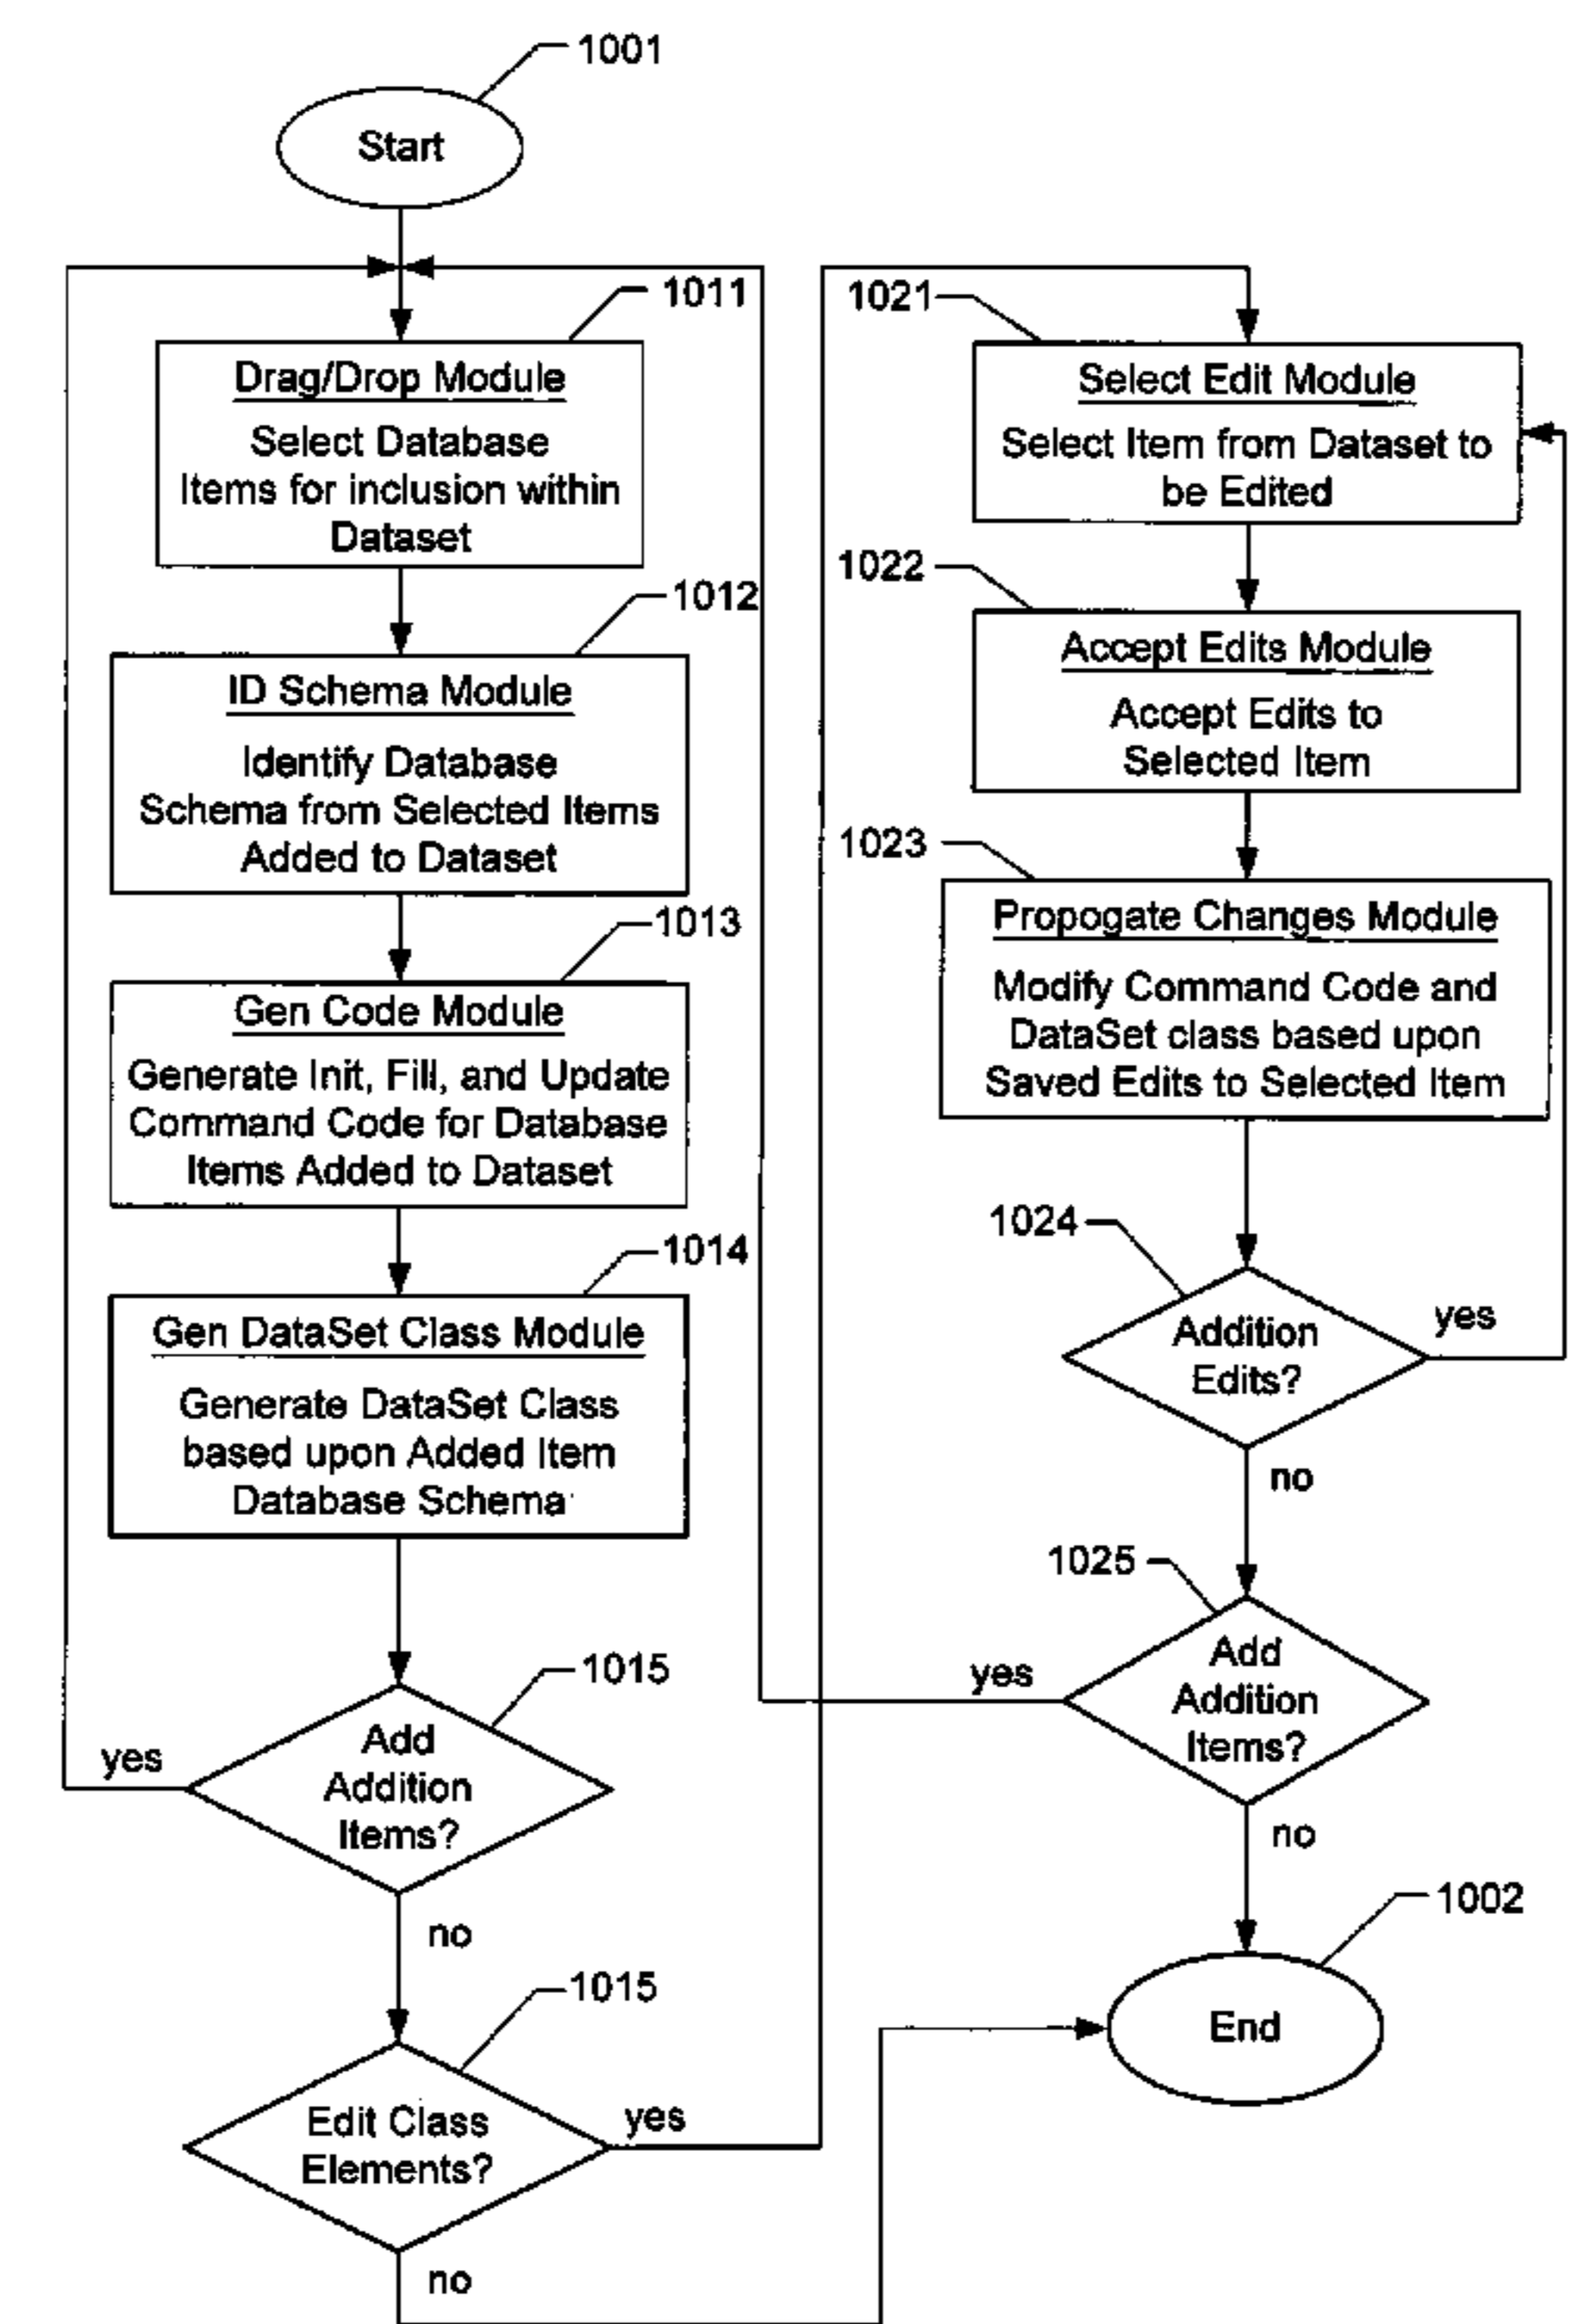 1001
Start
1011
Drag/Drop Module
Select Database
Items for inclusion within
Dataset
1012
ID Schema Module
Identify Database
Schema from Selected Items
Added to Dataset
1013
Gen Code Module
Generate Init, Fill, and Update
Command Code for Database
Items Added to Dataset
1014
Gen DataSet Class Module
Generate DataSet Class
based upon Added Item
Database Schema
1015
Add
Addition
Items?
yes
no
1015
Edit Class
Elements?
yes
no
1021
Select Edit Module
Select Item from Dataset to
be Edited
1022
Accept Edits Module
Accept Edits to
Selected Item
1023
Propogate Changes Module
Modify Command Code and
DataSet class based upon
Saved Edits to Selected Item
1024
Addition
Edits?
yes
no
1025
Add
Addition
Items?
yes
no
1002
End